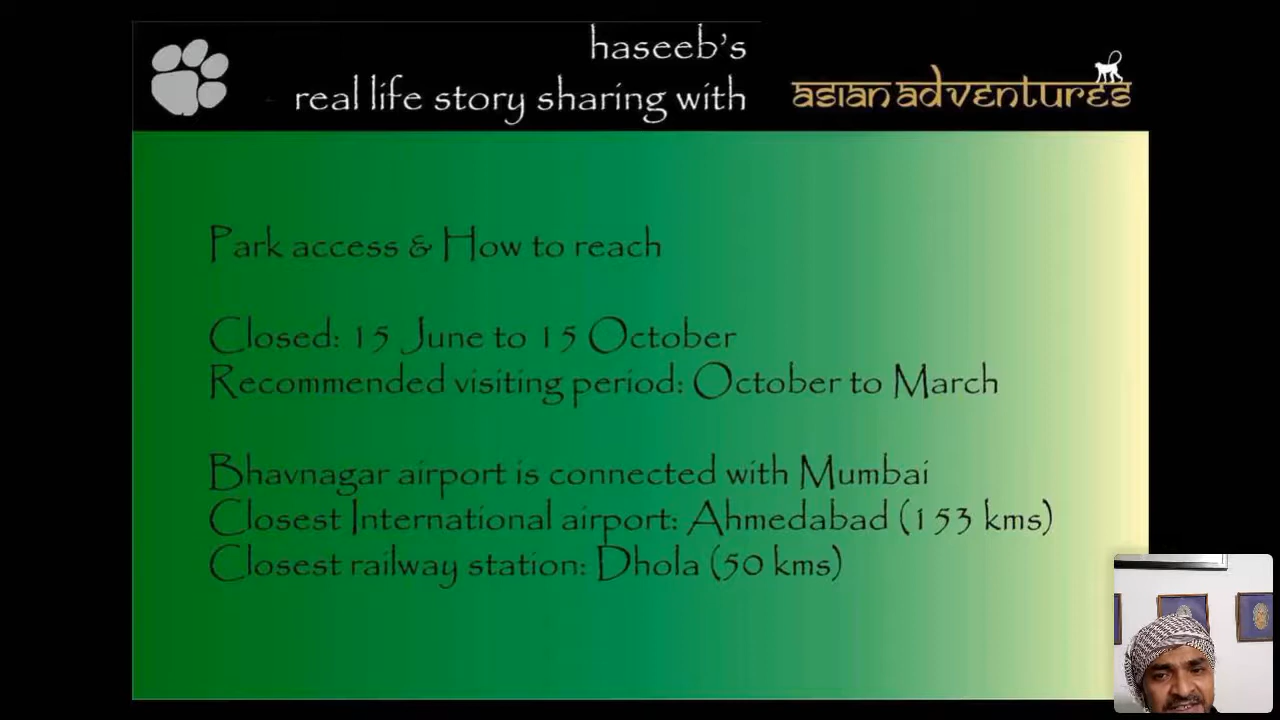 haseeb's
real life story sharing with
asian adventures
Park access & How to reach
Closed: 15 June to 15 October
Recommended visiting period: October to March
Bhavnagar airport is connected with Mumbai
Closest International airport: Ahmedabad (153 kms)
Closest railway station: Dhola (50 kms)